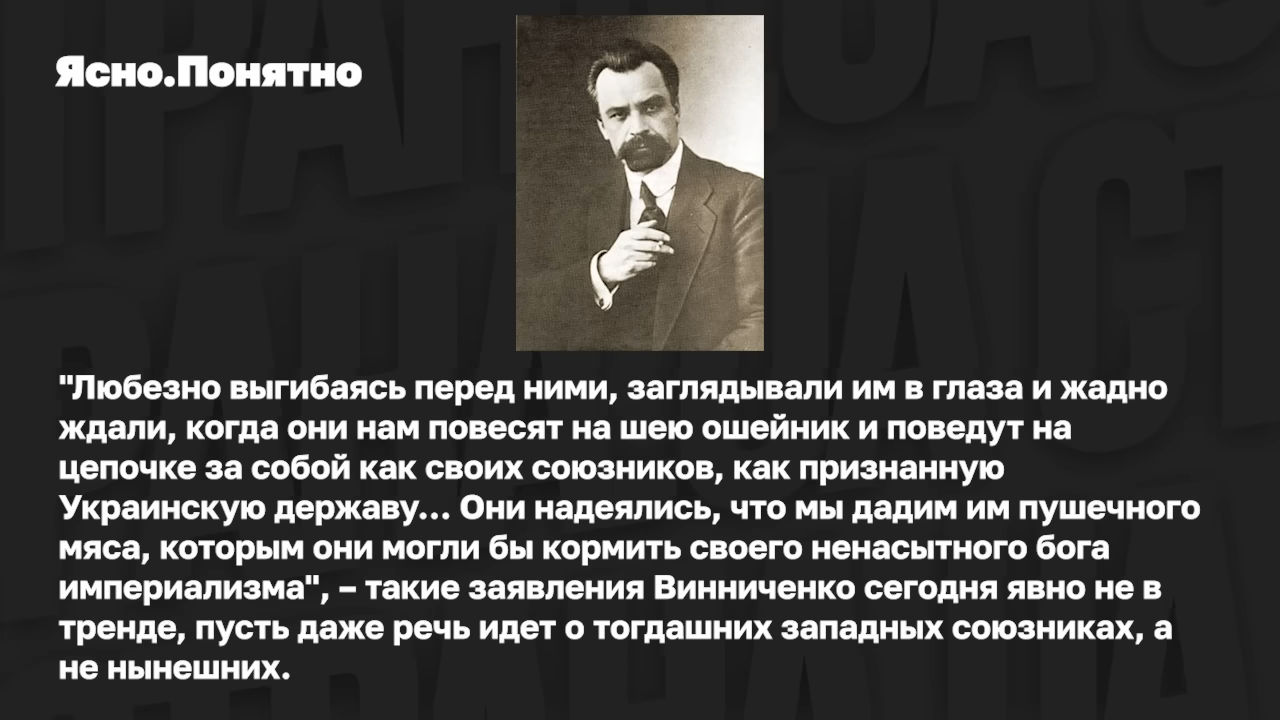 Ясно.Понятно
"Любезно выгибаясь перед ними, заглядывали им в глаза и жадно
ждали, когда они нам повесят на шею ошейник и поведут на
цепочке за собой как своих союзников, как признанную
Украинскую державу… Они надеялись, что мы дадим им пушечного
мяса, которым они могли бы кормить своего ненасытного бога
империализма", – такие заявления Винниченко сегодня явно не в
тренде, пусть даже речь идет о тогдашних западных союзниках, а
не нынешних.